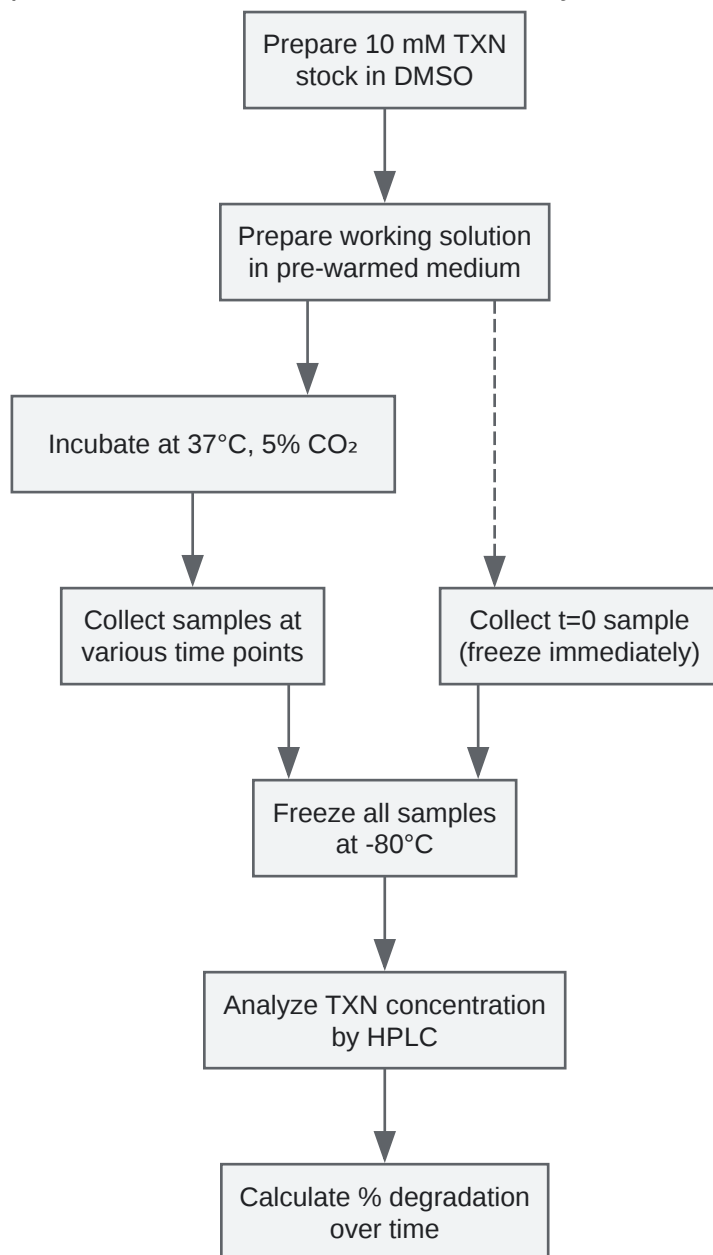 Prepare 10 mM TXN
stock in DMSO
Prepare working solution
in pre-warmed medium
Incubate at 37°C, 5% CO₂
Collect samples at
various time points
Collect t=0 sample
(freeze immediately)
Freeze all samples
at -80°C
Analyze TXN concentration
by HPLC
Calculate % degradation
over time